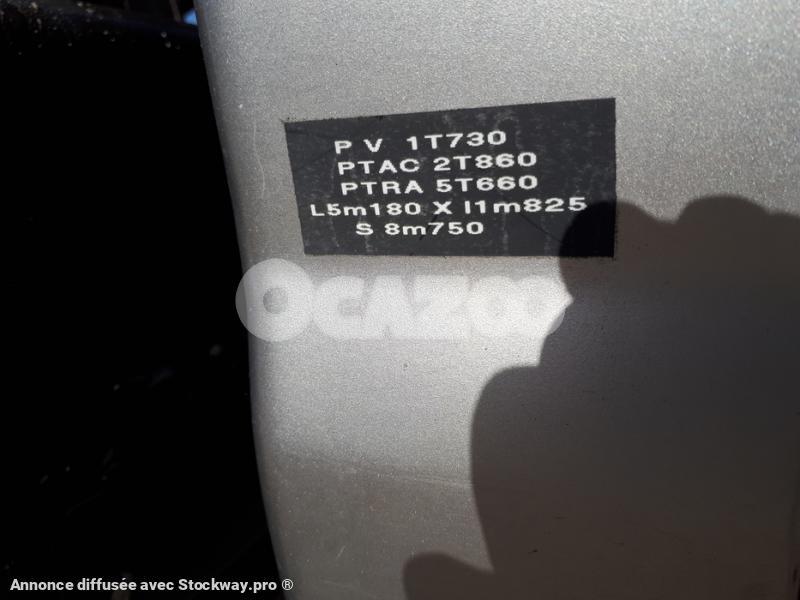 P V 1T730
PTAC 2T860
PTRA 5T660
L5m180 X l1m825
S 8m750
OCAZOO
Annonce diffusée avec Stockway.pro ®